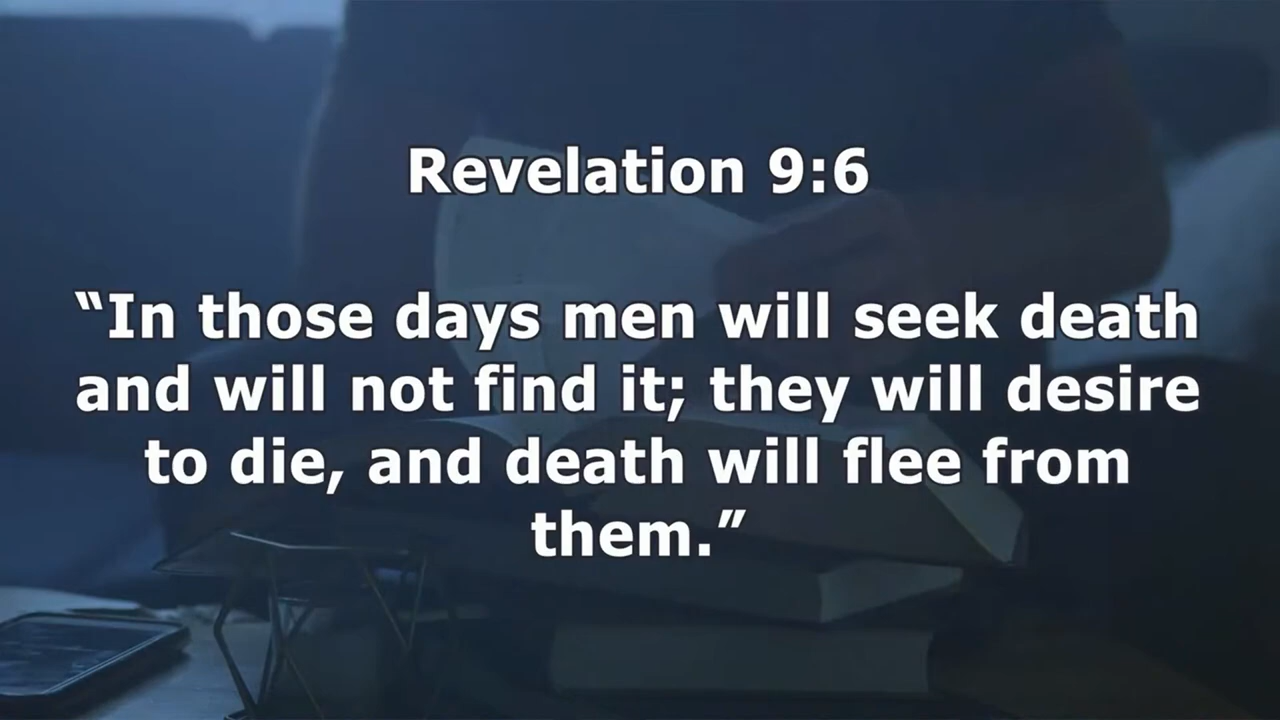 Revelation 9:6
“In those days men will seek death
and will not find it; they will desire
to die, and death will flee from
them.”